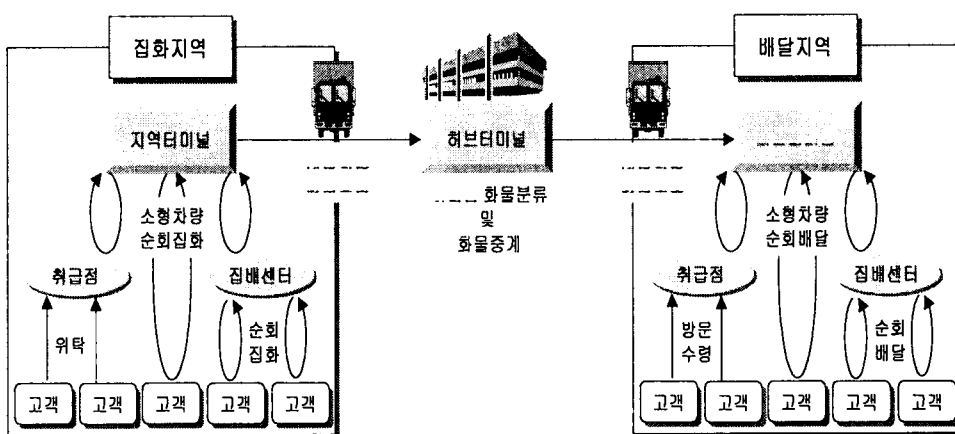 집화지역
배달지역
지역터미널
허브터미널
화물분류
및
화물중계
소형차량
순회집화
취급점
집배센터
위탁
순회
집화
고객
고객
고객
고객
고객
소형차량
순회배달
취급점
집배센터
방문
수령
순회
배달
고객
고객
고객
고객
고객